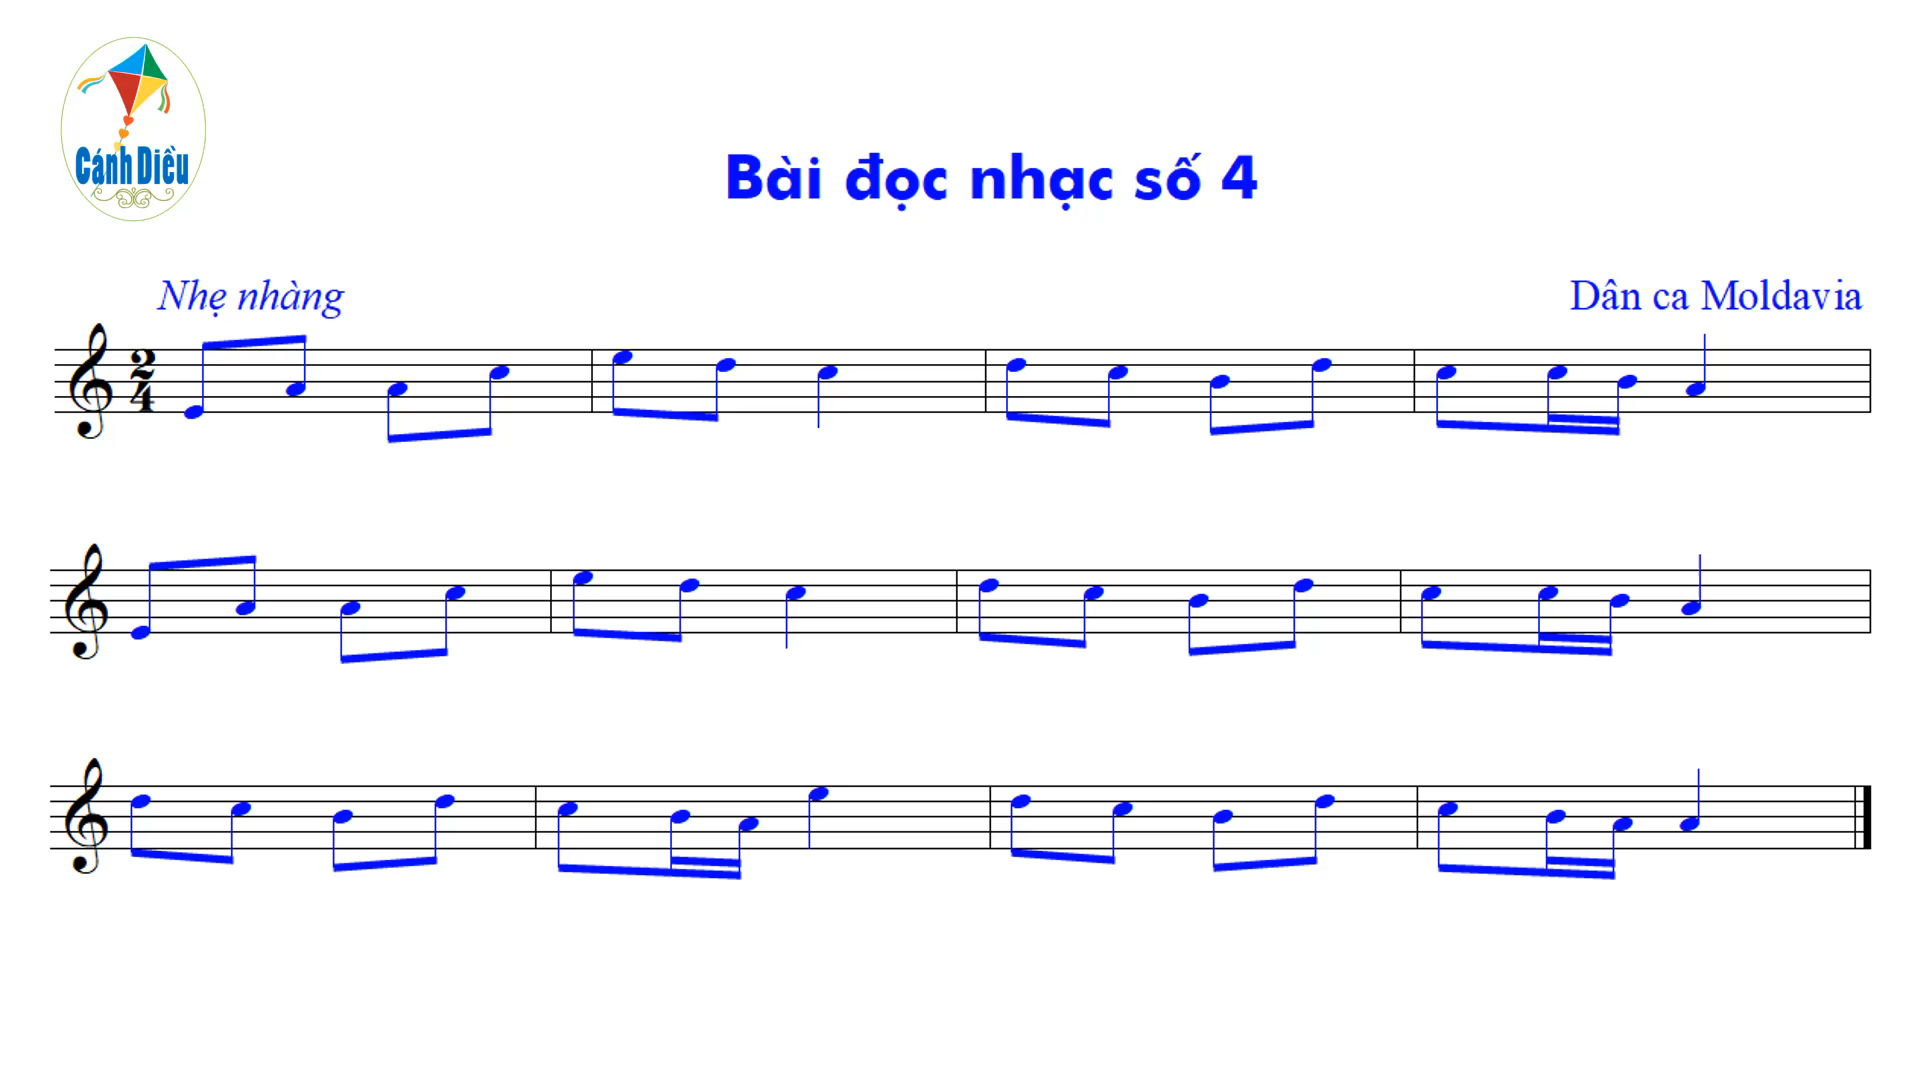 Cánh Diều
Bài đọc nhạc số 4
Nhẹ nhàng
Dân ca Moldavia
2
4